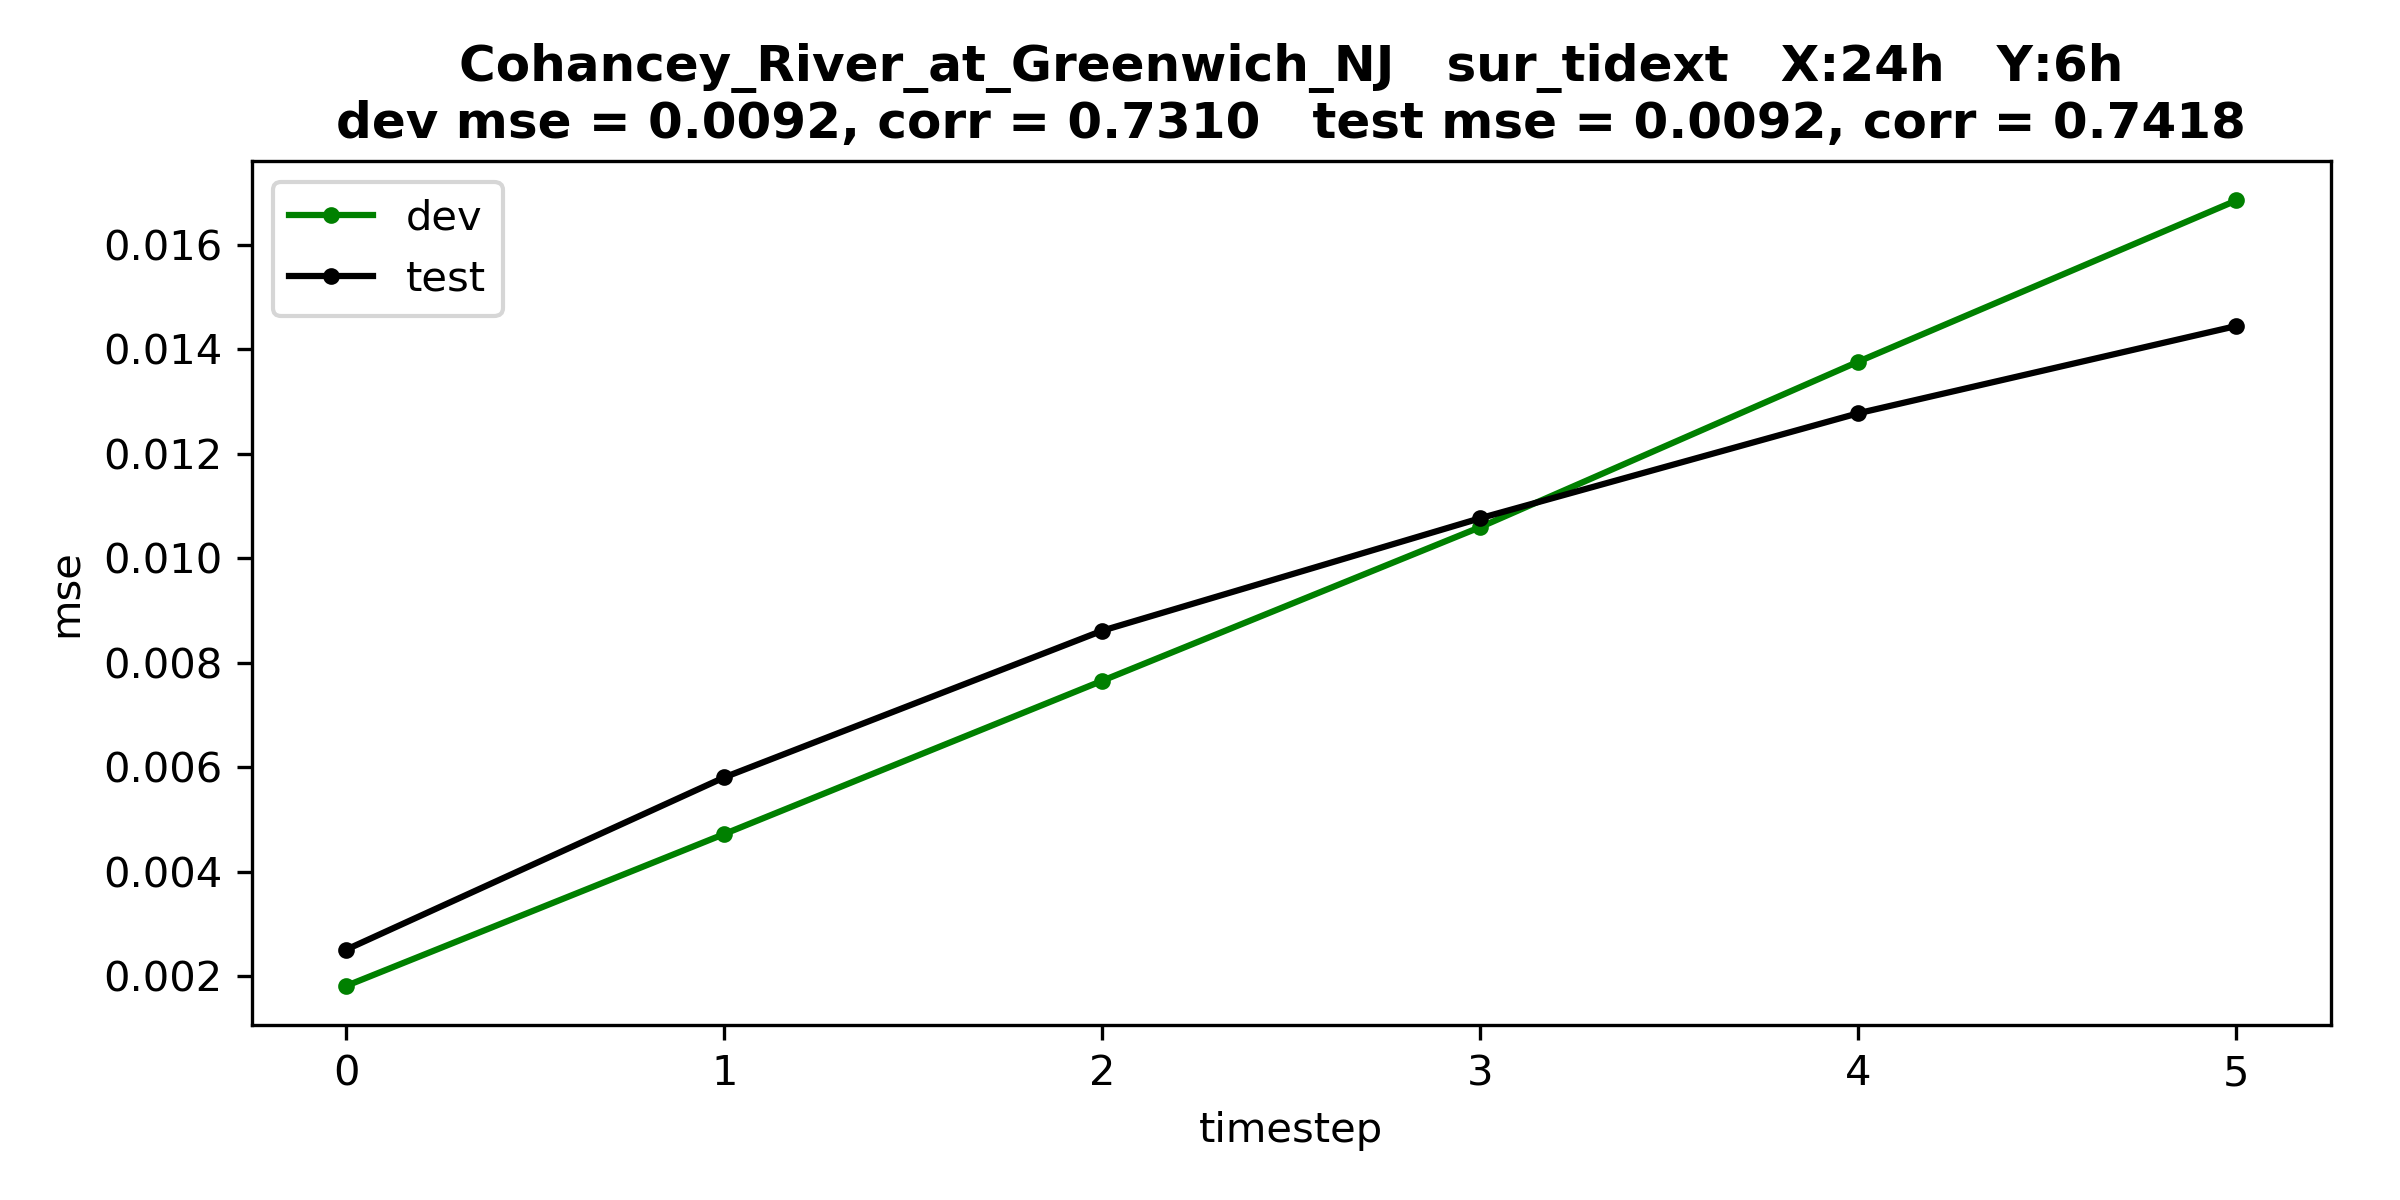 Cohancey_River_at_Greenwich_NJ   sur_tidext   X:24h   Y:6h
dev mse = 0.0092, corr = 0.7310   test mse = 0.0092, corr = 0.7418
dev
test
0.016
0.014
0.012
0.010
0.008
0.006
0.004
0.002
mse
0 1 2 3 4 5
timestep